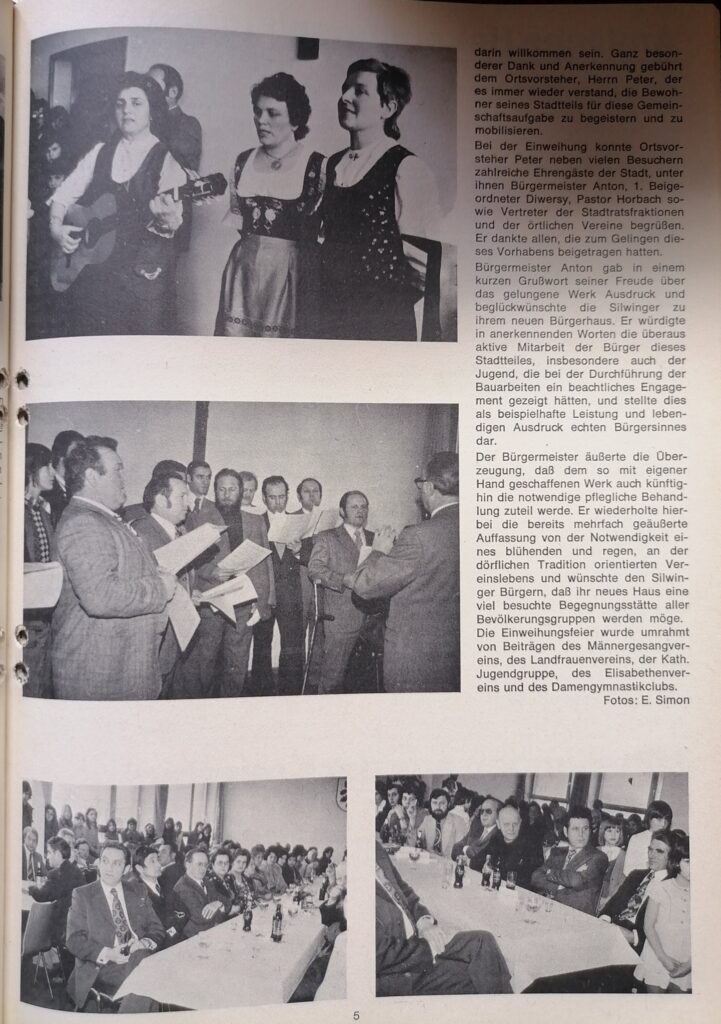 darin willkommen sein. Ganz beson-
derer Dank und Anerkennung gebührt
dem Ortsvorsteher, Herrn Peter, der
es immer wieder verstand, die Bewoh-
ner seines Stadtteils für diese Gemein-
schaftsaufgabe zu begeistern und zu
mobilisieren.
Bei der Einweihung konnte Ortsvor-
steher Peter neben vielen Besuchern
zahlreiche Ehrengäste der Stadt, unter
ihnen Bürgermeister Anton, 1. Beige-
ordneter Diwersy, Pastor Horbach so-
wie Vertreter der Stadtratsfraktionen
und der örtlichen Vereine begrüßen.
Er dankte allen, die zum Gelingen die-
ses Vorhabens beigetragen hatten.
Bürgermeister Anton gab in einem
kurzen Grußwort seiner Freude über
das gelungene Werk Ausdruck und
beglückwünschte die Silwinger zu
ihrem neuen Bürgerhaus. Er würdigte
in anerkennenden Worten die überaus
aktive Mitarbeit der Bürger dieses
Stadtteiles, insbesondere auch der
Jugend, die bei der Durchführung der
Bauarbeiten ein beachtliches Engage-
ment gezeigt hätten, und stellte dies
als beispielhafte Leistung und leben-
digen Ausdruck echten Bürgersinnes
dar.
Der Bürgermeister äußerte die Über-
zeugung, daß dem so mit eigener
Hand geschaffenen Werk auch künftig-
hin die notwendige pflegliche Behand-
lung zuteil werde. Er wiederholte hier-
bei die bereits mehrfach geäußerte
Auffassung von der Notwendigkeit ei-
nes blühenden und regen, an der
dörflichen Tradition orientierten Ver-
einslebens und wünschte den Silwin-
ger Bürgern, daß ihr neues Haus eine
viel besuchte Begegnungsstätte aller
Bevölkerungsgruppen werden möge.
Die Einweihungsfeier wurde umrahmt
von Beiträgen des Männergesangver-
eins, des Landfrauenvereins, der Kath.
Jugendgruppe, des Elisabethenver-
eins und des Damengymnastikclubs.
Fotos: E. Simon
5